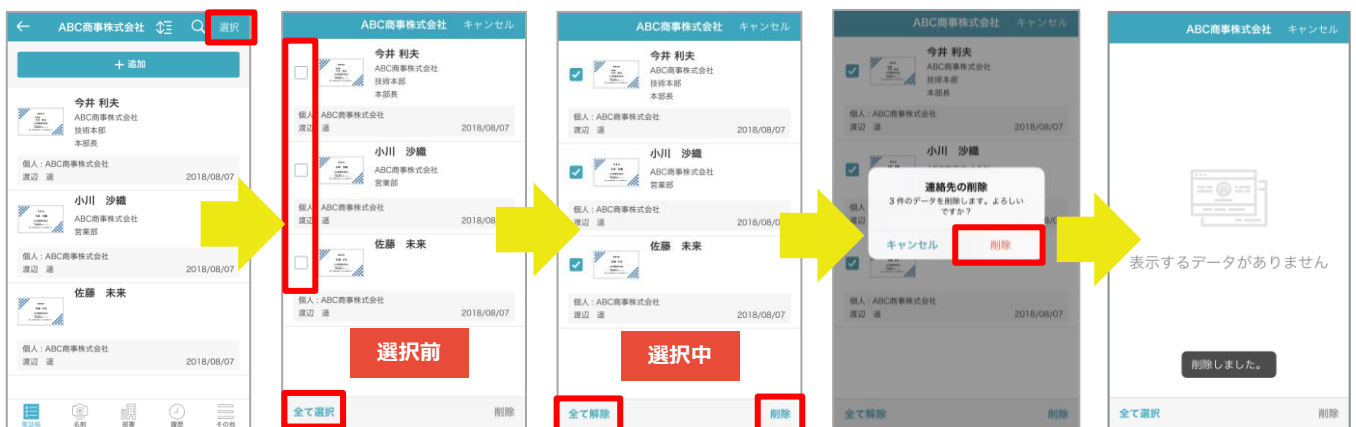 ABC商事株式会社
選択
+ 追加
今井 利夫
ABC商事株式会社
技術本部
本部長
個人 : ABC商事株式会社
渡辺 遥 2018/08/07
小川 沙織
ABC商事株式会社
営業部
個人 : ABC商事株式会社
渡辺 遥 2018/08/07
佐藤 未来
個人 : ABC商事株式会社
渡辺 遥 2018/08/07
電話帳 名刺 部署 履歴 その他
ABC商事株式会社 キャンセル
今井 利夫
ABC商事株式会社
技術本部
本部長
個人 : ABC商事株式会社
渡辺 遥 2018/08/07
小川 沙織
ABC商事株式会社
営業部
個人 : ABC商事株式会社
渡辺 遥 2018/08
佐藤 未来
個人 : ABC商事株式会社
渡辺 遥 2018/08/07
選択前
全て選択 削除
ABC商事株式会社 キャンセル
今井 利夫
ABC商事株式会社
技術本部
本部長
個人 : ABC商事株式会社
渡辺 遥 2018/08/07
小川 沙織
ABC商事株式会社
営業部
個人 : ABC商事株式会社
渡辺 遥 2018/08/0
佐藤 未来
個人 : ABC商事株式会社
渡辺 遥 2018/08/07
選択中
全て解除 削除
ABC商事株式会社 キャンセル
今井 利夫
ABC商事株式会社
技術本部
本部長
個人 : ABC商事株式会社
渡辺 遥 2018/08/07
小川 沙織
連絡先の削除
3 件のデータを削除します。よろしい
ですか?
キャンセル 削除
個人 : ABC商事株式会社
渡辺 遥 2018/08/07
全て解除 削除
ABC商事株式会社 キャンセル
表示するデータがありません
削除しました。
全て選択 削除